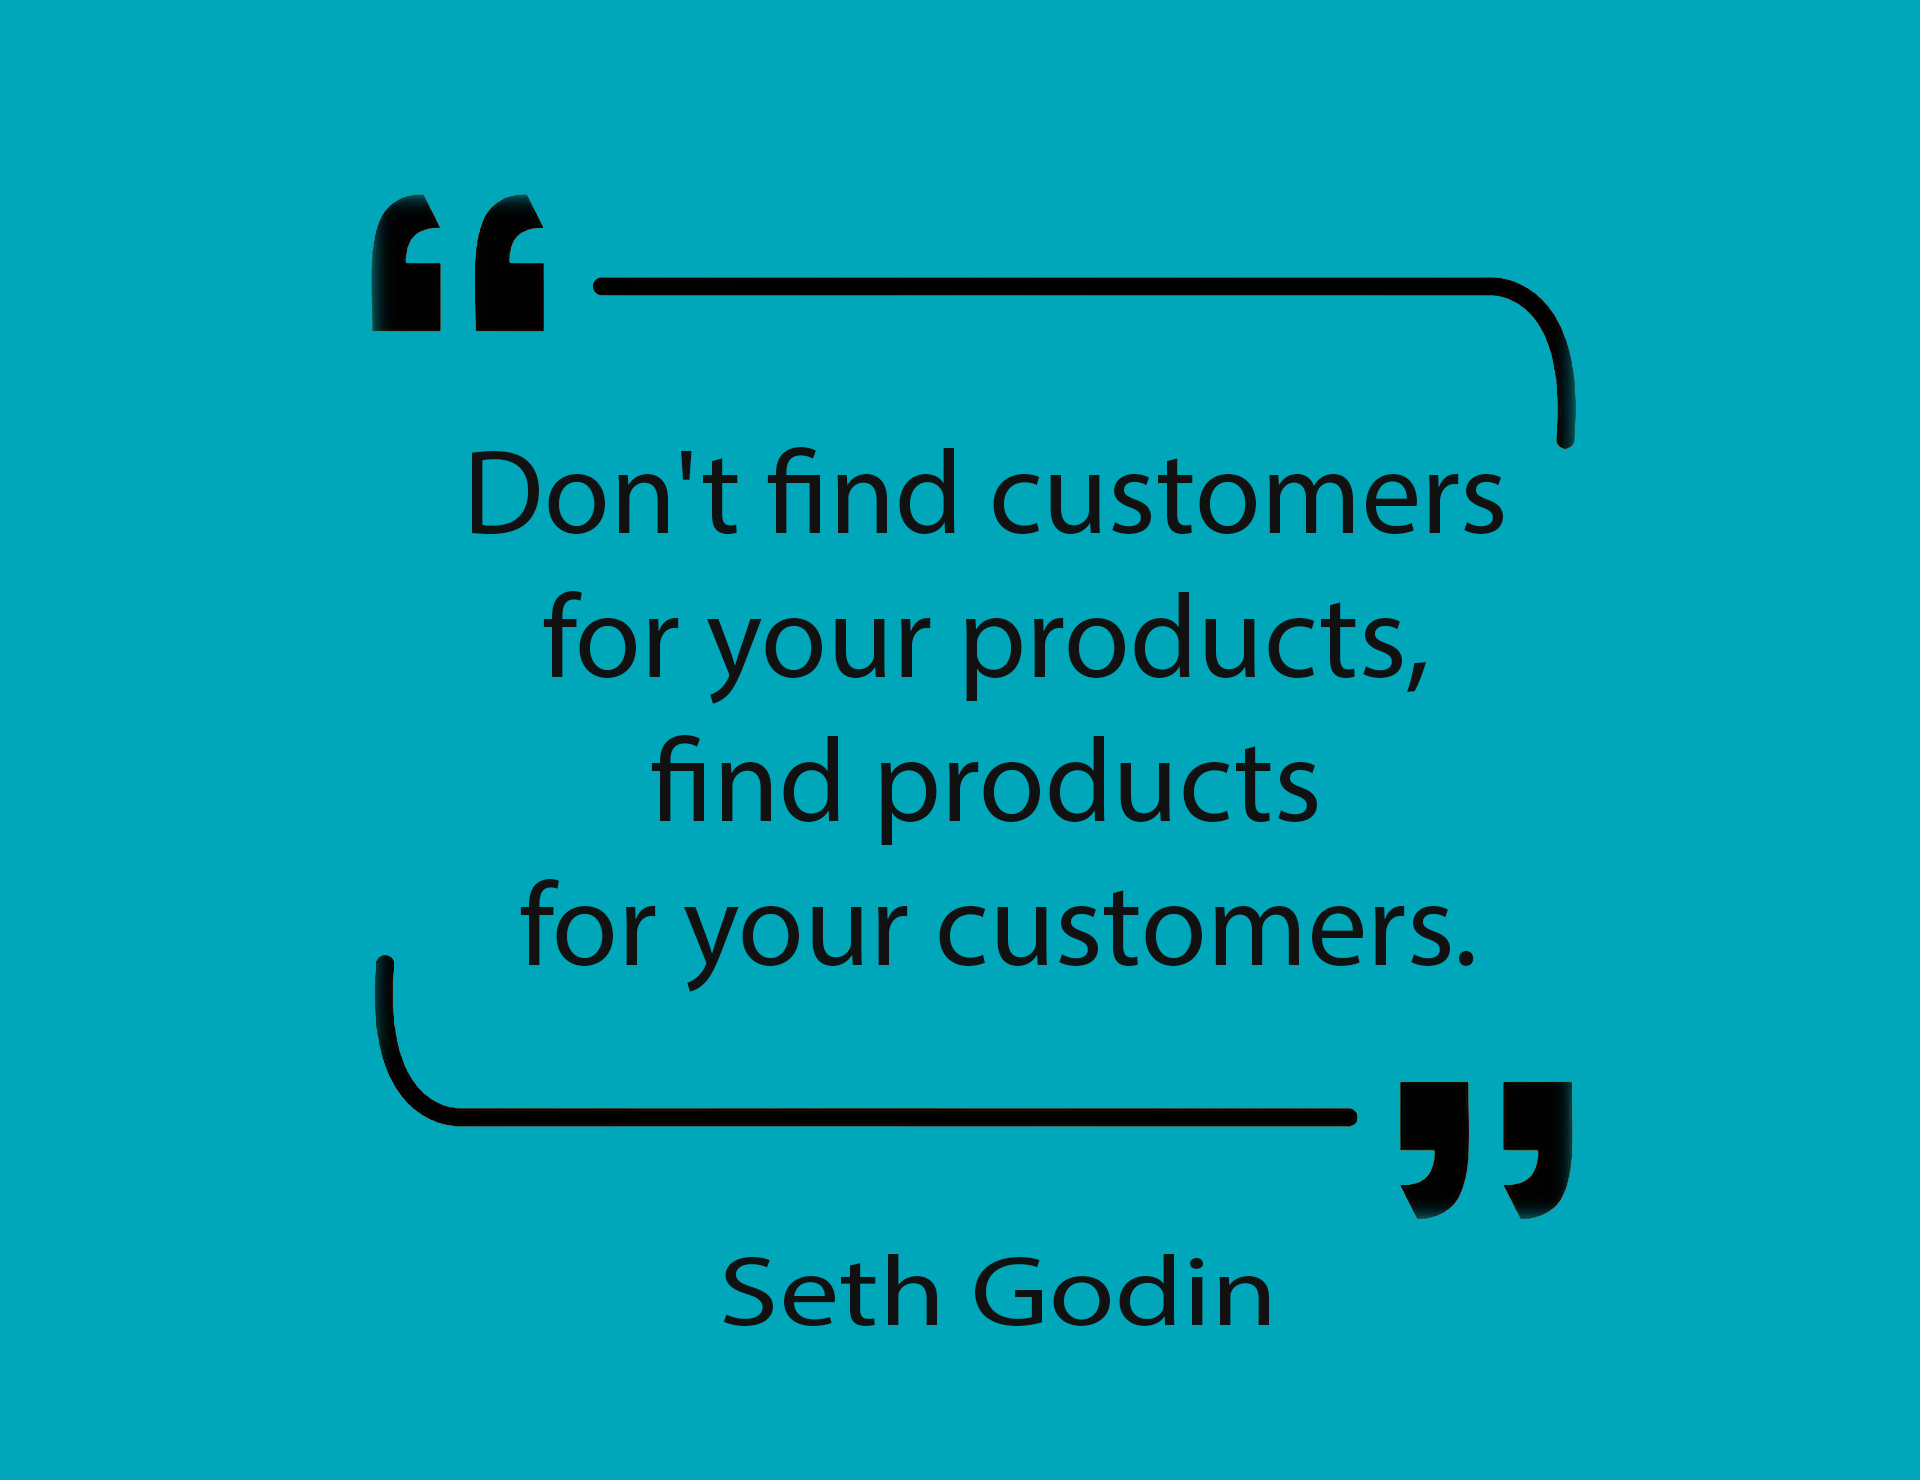 “
Don't find customers
for your products,
find products
for your customers.
”
Seth Godin